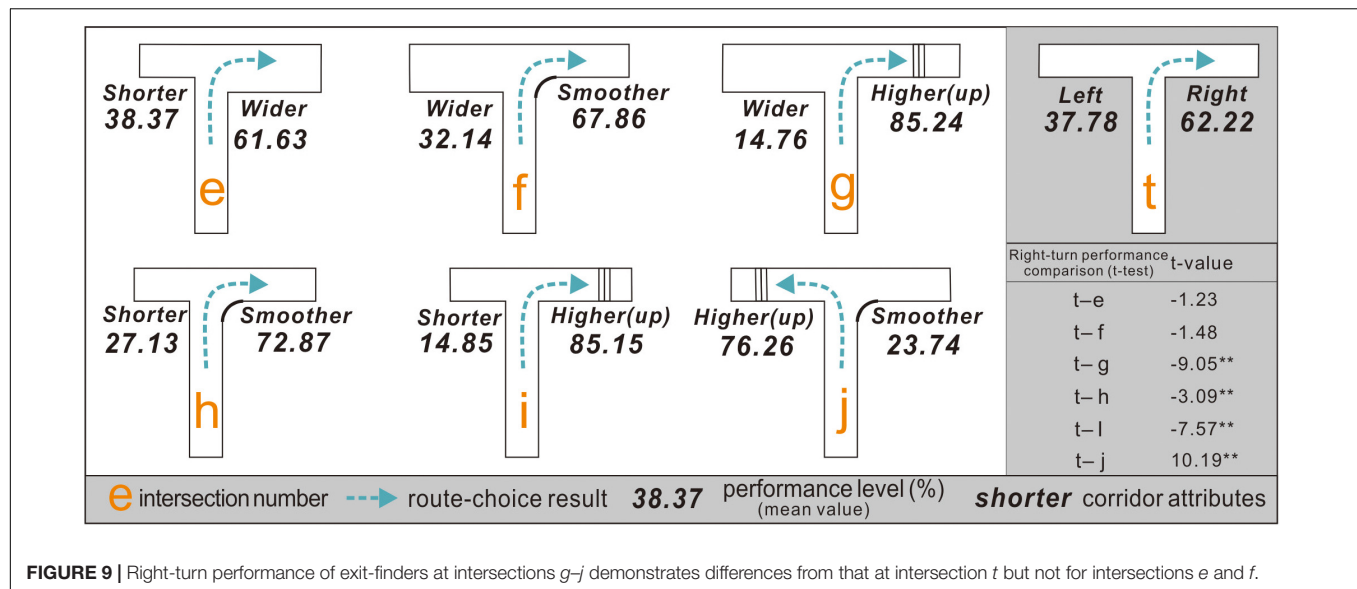 Shorter
38.37
Wider
61.63
e
Wider
32.14
Smoother
67.86
f
Wider
14.76
Higher(up)
85.24
g
Left
37.78
Right
62.22
t
Shorter
27.13
Smoother
72.87
h
Shorter
14.85
Higher(up)
85.15
i
Higher(up)
76.26
Smoother
23.74
j
Right-turn performance t-value
comparison (t-test)
t–e -1.23
t–f -1.48
t–g -9.05**
t–h -3.09**
t–I -7.57**
t–j 10.19**
e intersection number route-choice result 38.37 performance level (%) shorter corridor attributes
(mean value)
FIGURE 9 | Right-turn performance of exit-finders at intersections g–j demonstrates differences from that at intersection t but not for intersections e and f.